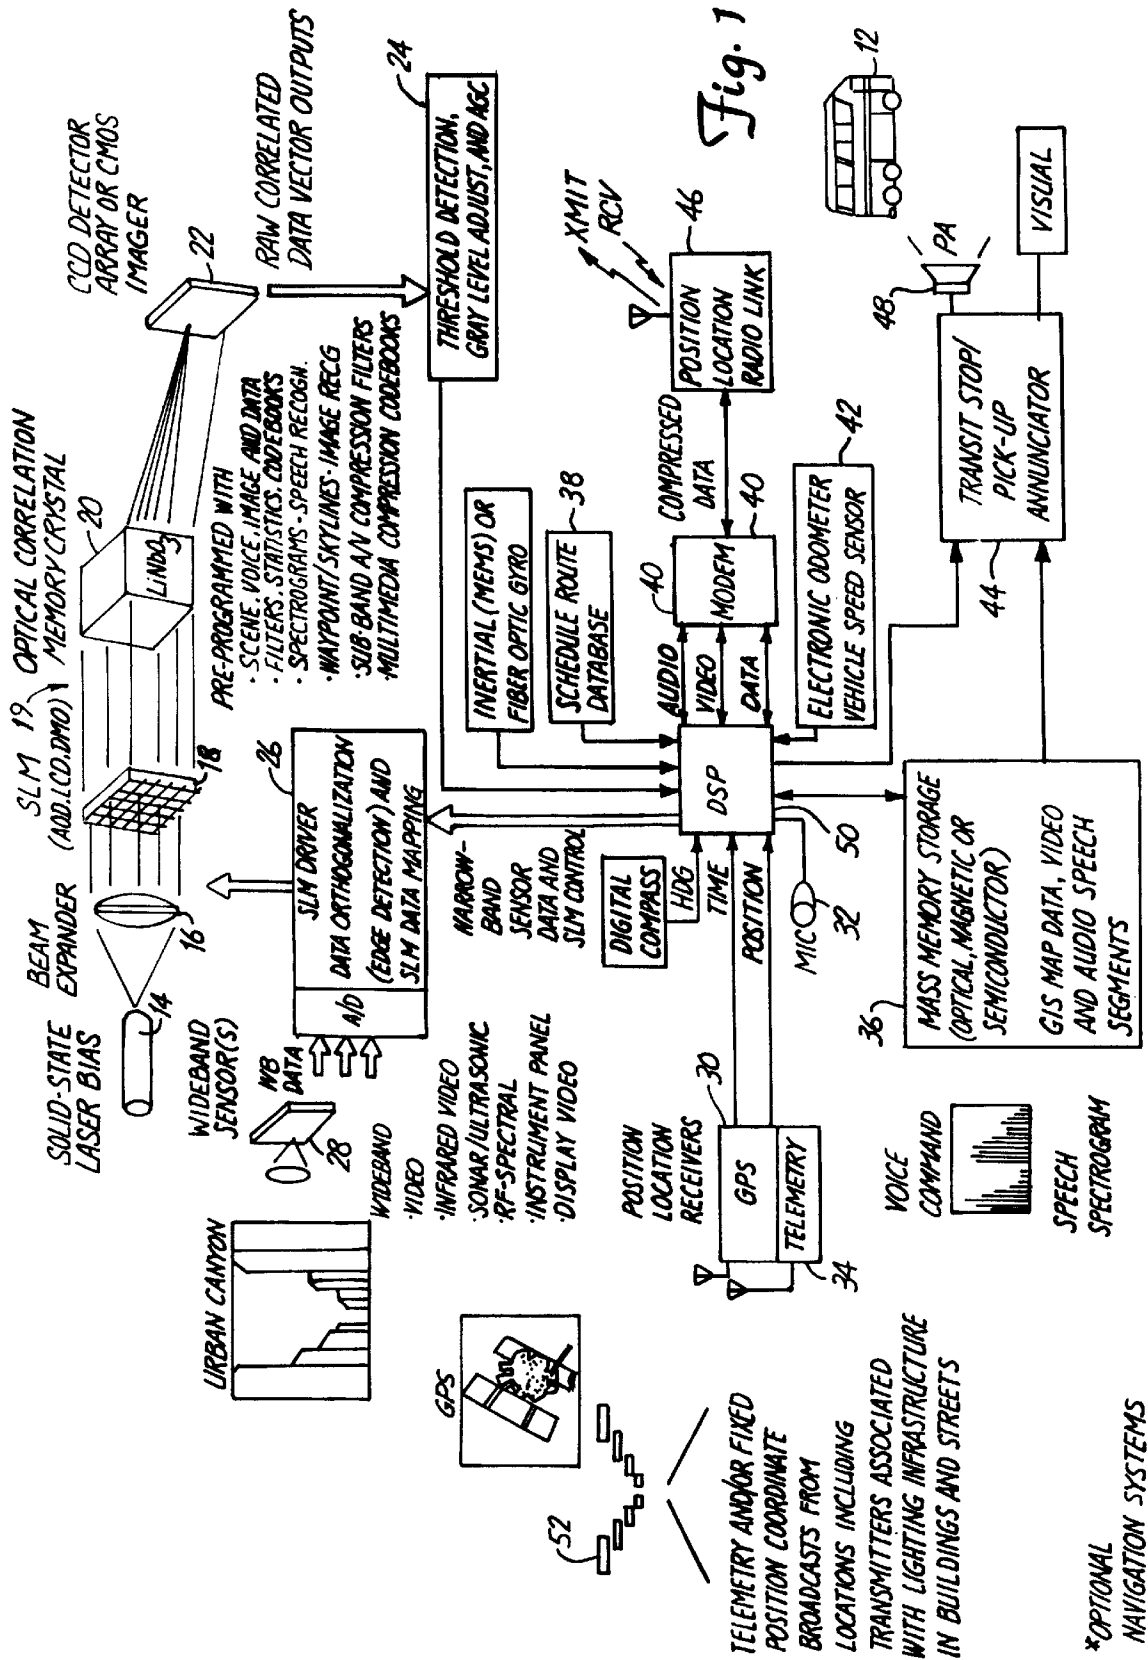 SOLID-STATE
LASER BIAS
14
BEAM
EXPANDER
16
SLM 19
(AOD, LCD, DMD)
18
OPTICAL CORRELATION
MEMORY CRYSTAL
20
LiNbO3
CCD DETECTOR
ARRAY OR CMOS
IMAGER
22
RAW CORRELATED
DATA VECTOR OUTPUTS
PRE-PROGRAMMED WITH
· SCENE, VOICE, IMAGE AND DATA
· FILTERS, STATISTICS, CODEBOOKS
· SPECTROGRAMS - SPEECH RECOGN.
· WAYPOINT/SKYLINES - IMAGE RECG
· SUB-BAND A/V COMPRESSION FILTERS
· MULTIMEDIA COMPRESSION CODEBOOKS
24
THRESHOLD DETECTION,
GRAY LEVEL ADJUST, AND AGC
URBAN CANYON
WIDEBAND
SENSOR(S)
WB
DATA
28
A/D
26
SLM DRIVER
DATA ORTHOGONALIZATION
(EDGE DETECTION) AND
SLM DATA MAPPING
WIDEBAND
· VIDEO
· INFRARED VIDEO
· SONAR/ULTRASONIC
· RF-SPECTRAL
· INSTRUMENT PANEL
· DISPLAY VIDEO
NARROW-
BAND
SENSOR
DATA AND
SLM CONTROL
INERTIAL (MEMS) OR
FIBER OPTIC GYRO
SCHEDULE ROUTE
DATABASE
38
DIGITAL
COMPASS
HDG
TIME
POSITION
DSP
50
AUDIO
VIDEO
DATA
40
MODEM
40
COMPRESSED
DATA
POSITION
LOCATION
RADIO LINK
46
XMIT
RCV
Fig. 1
GPS
52
POSITION
LOCATION
RECEIVERS
30
GPS
TELEMETRY
34
MIC
32
ELECTRONIC ODOMETER
VEHICLE SPEED SENSOR
42
12
TELEMETRY AND/OR FIXED
POSITION COORDINATE
BROADCASTS FROM
LOCATIONS INCLUDING
TRANSMITTERS ASSOCIATED
WITH LIGHTING INFRASTRUCTURE
IN BUILDINGS AND STREETS
VOICE
COMMAND
SPEECH
SPECTROGRAM
36
MASS MEMORY STORAGE
(OPTICAL, MAGNETIC OR
SEMICONDUCTOR)
GIS MAP DATA, VIDEO
AND AUDIO SPEECH
SEGMENTS
44
TRANSIT STOP/
PICK-UP
ANNUNCIATOR
48
PA
VISUAL
*OPTIONAL
NAVIGATION SYSTEMS